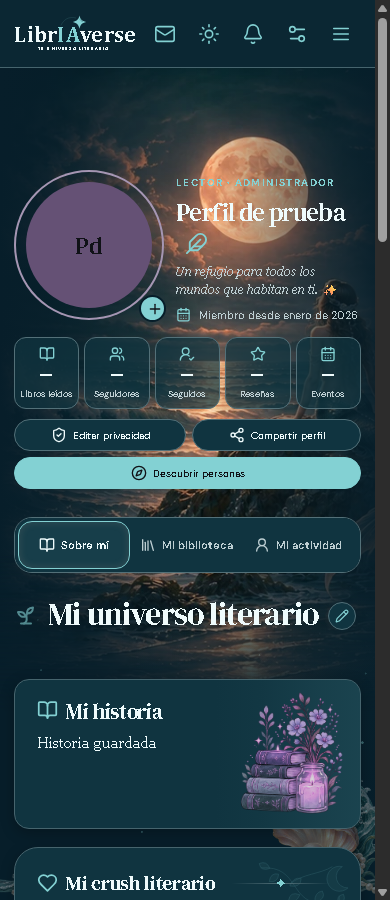 LibrIAverse
TU UNIVERSO LITERARIO
LECTOR · ADMINISTRADOR
Perfil de prueba
Pd
Un refugio para todos los
mundos que habitan en ti. ✨
Miembro desde enero de 2026
— — — — —
Libros leídos Seguidores Seguidos Reseñas Eventos
Editar privacidad Compartir perfil
Descubrir personas
Sobre mí Mi biblioteca Mi actividad
Mi universo literario
Mi historia
Historia guardada
Mi crush literario